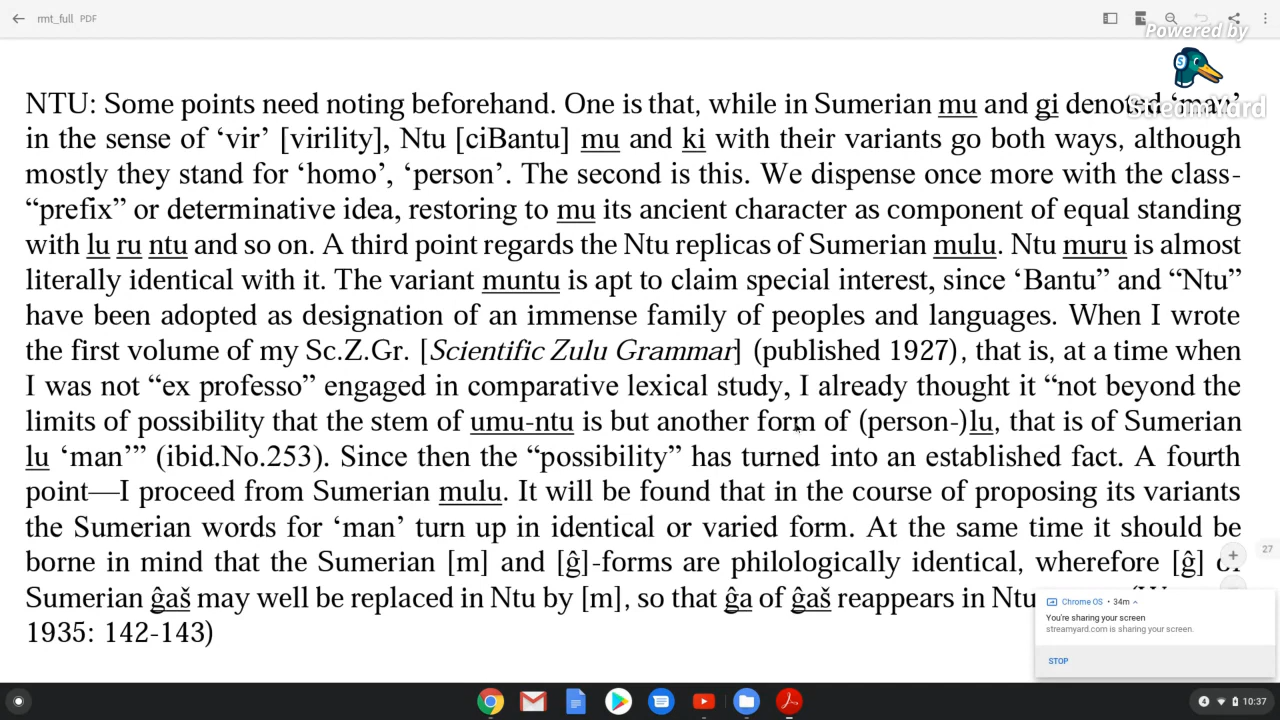 rmt_full PDF
Powered by
StreamYard
NTU: Some points need noting beforehand. One is that, while in Sumerian mu and gi denoted ‘man’
in the sense of ‘vir’ [virility], Ntu [ciBantu] mu and ki with their variants go both ways, although
mostly they stand for ‘homo’, ‘person’. The second is this. We dispense once more with the class-
“prefix” or determinative idea, restoring to mu its ancient character as component of equal standing
with lu ru ntu and so on. A third point regards the Ntu replicas of Sumerian mulu. Ntu muru is almost
literally identical with it. The variant muntu is apt to claim special interest, since ‘Bantu” and “Ntu”
have been adopted as designation of an immense family of peoples and languages. When I wrote
the first volume of my Sc.Z.Gr. [Scientific Zulu Grammar] (published 1927), that is, at a time when
I was not “ex professo” engaged in comparative lexical study, I already thought it “not beyond the
limits of possibility that the stem of umu-ntu is but another form of (person-)lu, that is of Sumerian
lu ‘man’” (ibid.No.253). Since then the “possibility” has turned into an established fact. A fourth
point—I proceed from Sumerian mulu. It will be found that in the course of proposing its variants
the Sumerian words for ‘man’ turn up in identical or varied form. At the same time it should be
borne in mind that the Sumerian [m] and [ĝ]-forms are philologically identical, wherefore [ĝ]
Sumerian ĝaš may well be replaced in Ntu by [m], so that ĝa of ĝaš reappears in Ntu
1935: 142-143)
27
Chrome OS • 34m
You're sharing your screen
streamyard.com is sharing your screen.
STOP
4 10:37